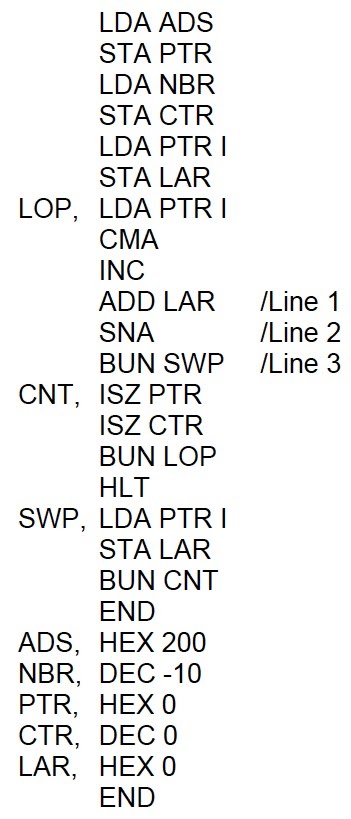 LDA ADS
STA PTR
LDA NBR
STA CTR
LDA PTR I
STA LAR
LOP, LDA PTR I
CMA
INC
ADD LAR /Line 1
SNA /Line 2
BUN SWP /Line 3
CNT, ISZ PTR
ISZ CTR
BUN LOP
HLT
SWP, LDA PTR I
STA LAR
BUN CNT
END
ADS, HEX 200
NBR, DEC -10
PTR, HEX 0
CTR, DEC 0
LAR, HEX 0
END